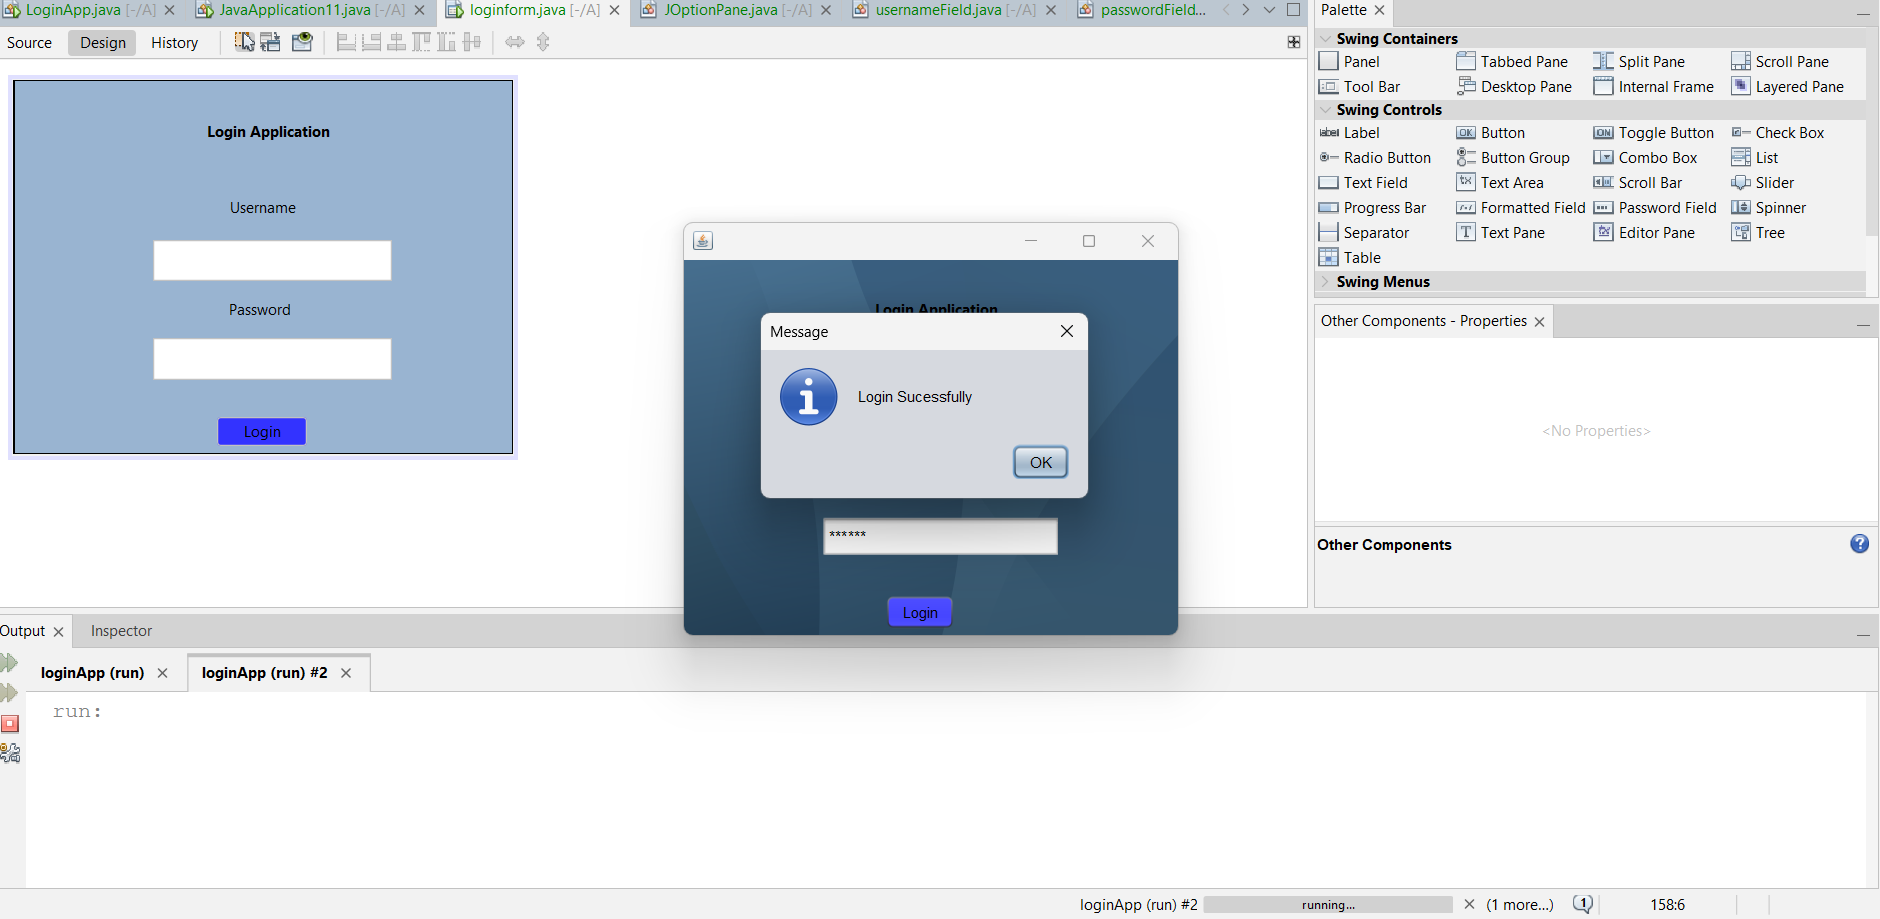 LoginApp.java [-/A]
JavaApplication11.java [-/A]
loginform.java [-/A]
JOptionPane.java [-/A]
usernameField.java [-/A]
passwordField...
Source Design History
Login Application
Username
Password
Login
Login Application
Message
Login Sucessfully
OK
******
Login
Palette
Swing Containers
Panel Tabbed Pane Split Pane Scroll Pane
Tool Bar Desktop Pane Internal Frame Layered Pane
Swing Controls
Label Button Toggle Button Check Box
Radio Button Button Group Combo Box List
Text Field Text Area Scroll Bar Slider
Progress Bar Formatted Field Password Field Spinner
Separator Text Pane Editor Pane Tree
Table
Swing Menus
Other Components - Properties
<No Properties>
Other Components
Output Inspector
loginApp (run) loginApp (run) #2
run:
loginApp (run) #2 running... (1 more...) 1 158:6